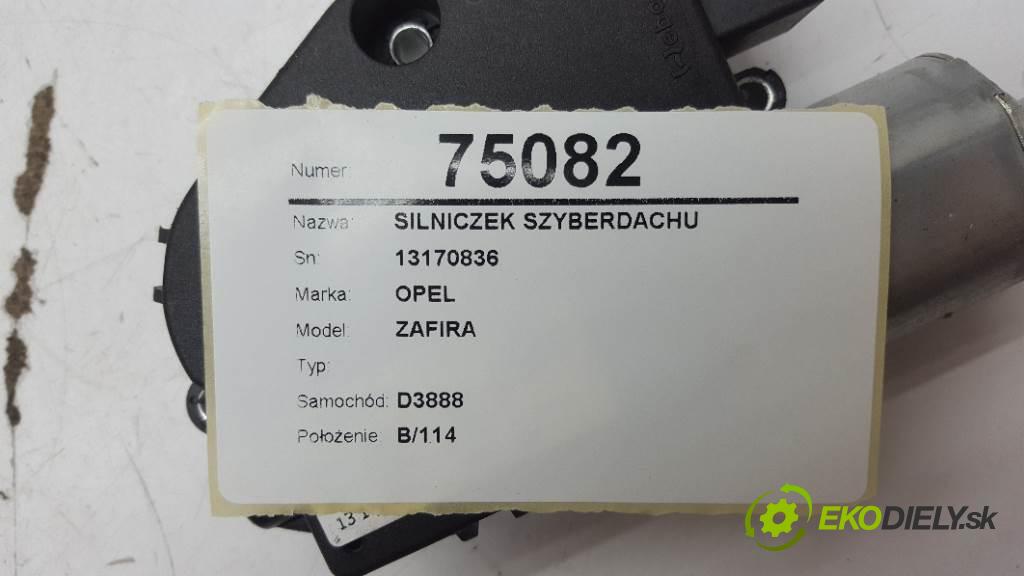 Numer: 75082
Nazwa: SILNICZEK SZYBERDACHU
Sn: 13170836
Marka: OPEL
Model: ZAFIRA
Typ:
Samochód: D3888
Położenie: B/114
EKODIELY.sk